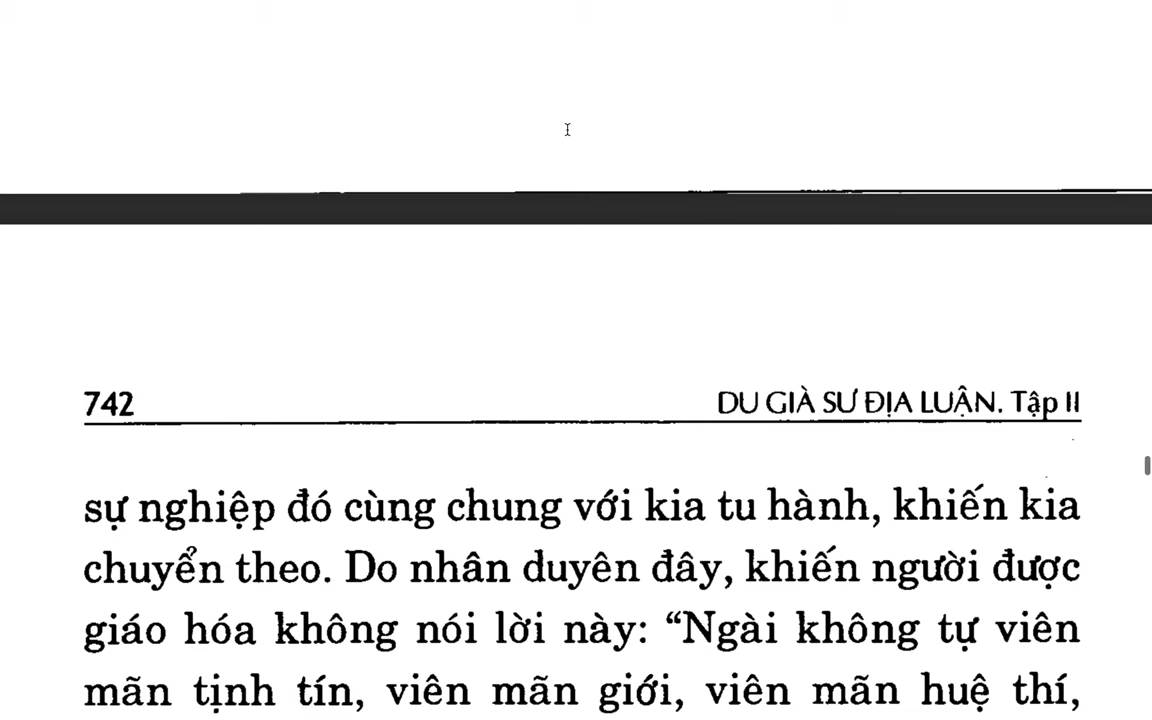 742 DU GIÀ SƯ ĐỊA LUẬN. Tập II
sự nghiệp đó cùng chung với kia tu hành, khiến kia
chuyển theo. Do nhân duyên đây, khiến người được
giáo hóa không nói lời này: “Ngài không tự viên
mãn tịnh tín, viên mãn giới, viên mãn huệ thí,